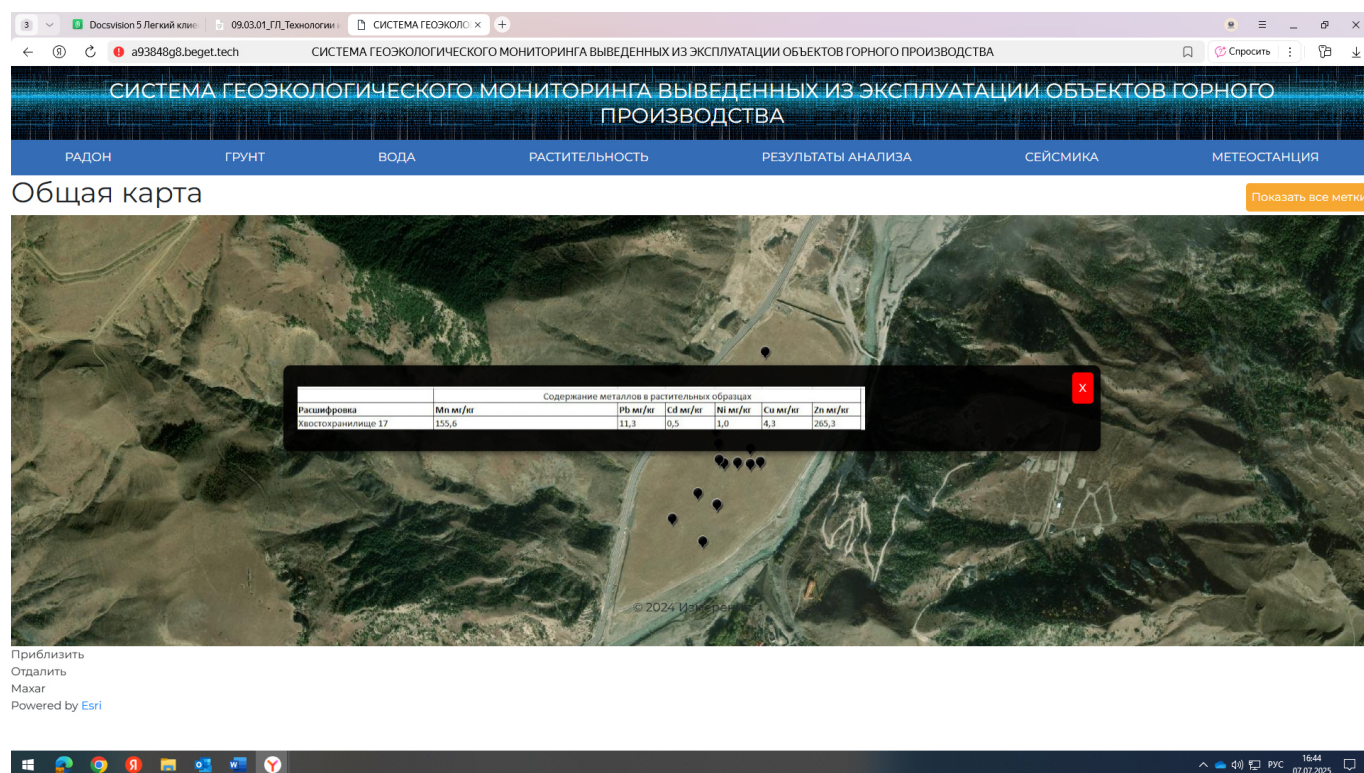 3
Docsvision 5 Легкий клие
09.03.01_ГЛ_Технологии и
СИСТЕМА ГЕОЭКОЛО
a93848g8.beget.tech
СИСТЕМА ГЕОЭКОЛОГИЧЕСКОГО МОНИТОРИНГА ВЫВЕДЕННЫХ ИЗ ЭКСПЛУАТАЦИИ ОБЪЕКТОВ ГОРНОГО ПРОИЗВОДСТВА
Спросить
СИСТЕМА ГЕОЭКОЛОГИЧЕСКОГО МОНИТОРИНГА ВЫВЕДЕННЫХ ИЗ ЭКСПЛУАТАЦИИ ОБЪЕКТОВ ГОРНОГО
ПРОИЗВОДСТВА
РАДОН ГРУНТ ВОДА РАСТИТЕЛЬНОСТЬ РЕЗУЛЬТАТЫ АНАЛИЗА СЕЙСМИКА МЕТЕОСТАНЦИЯ
Общая карта
Показать все метки
X
Содержание металлов в растительных образцах
Расшифровка Mn мг/кг Pb мг/кг Cd мг/кг Ni мг/кг Cu мг/кг Zn мг/кг
Хвостохранилище 17 155,6 11,3 0,5 1,0 4,3 265,3
© 2024
Приблизить
Отдалить
Maxar
Powered by Esri
РУС
16:44
07.07.2025